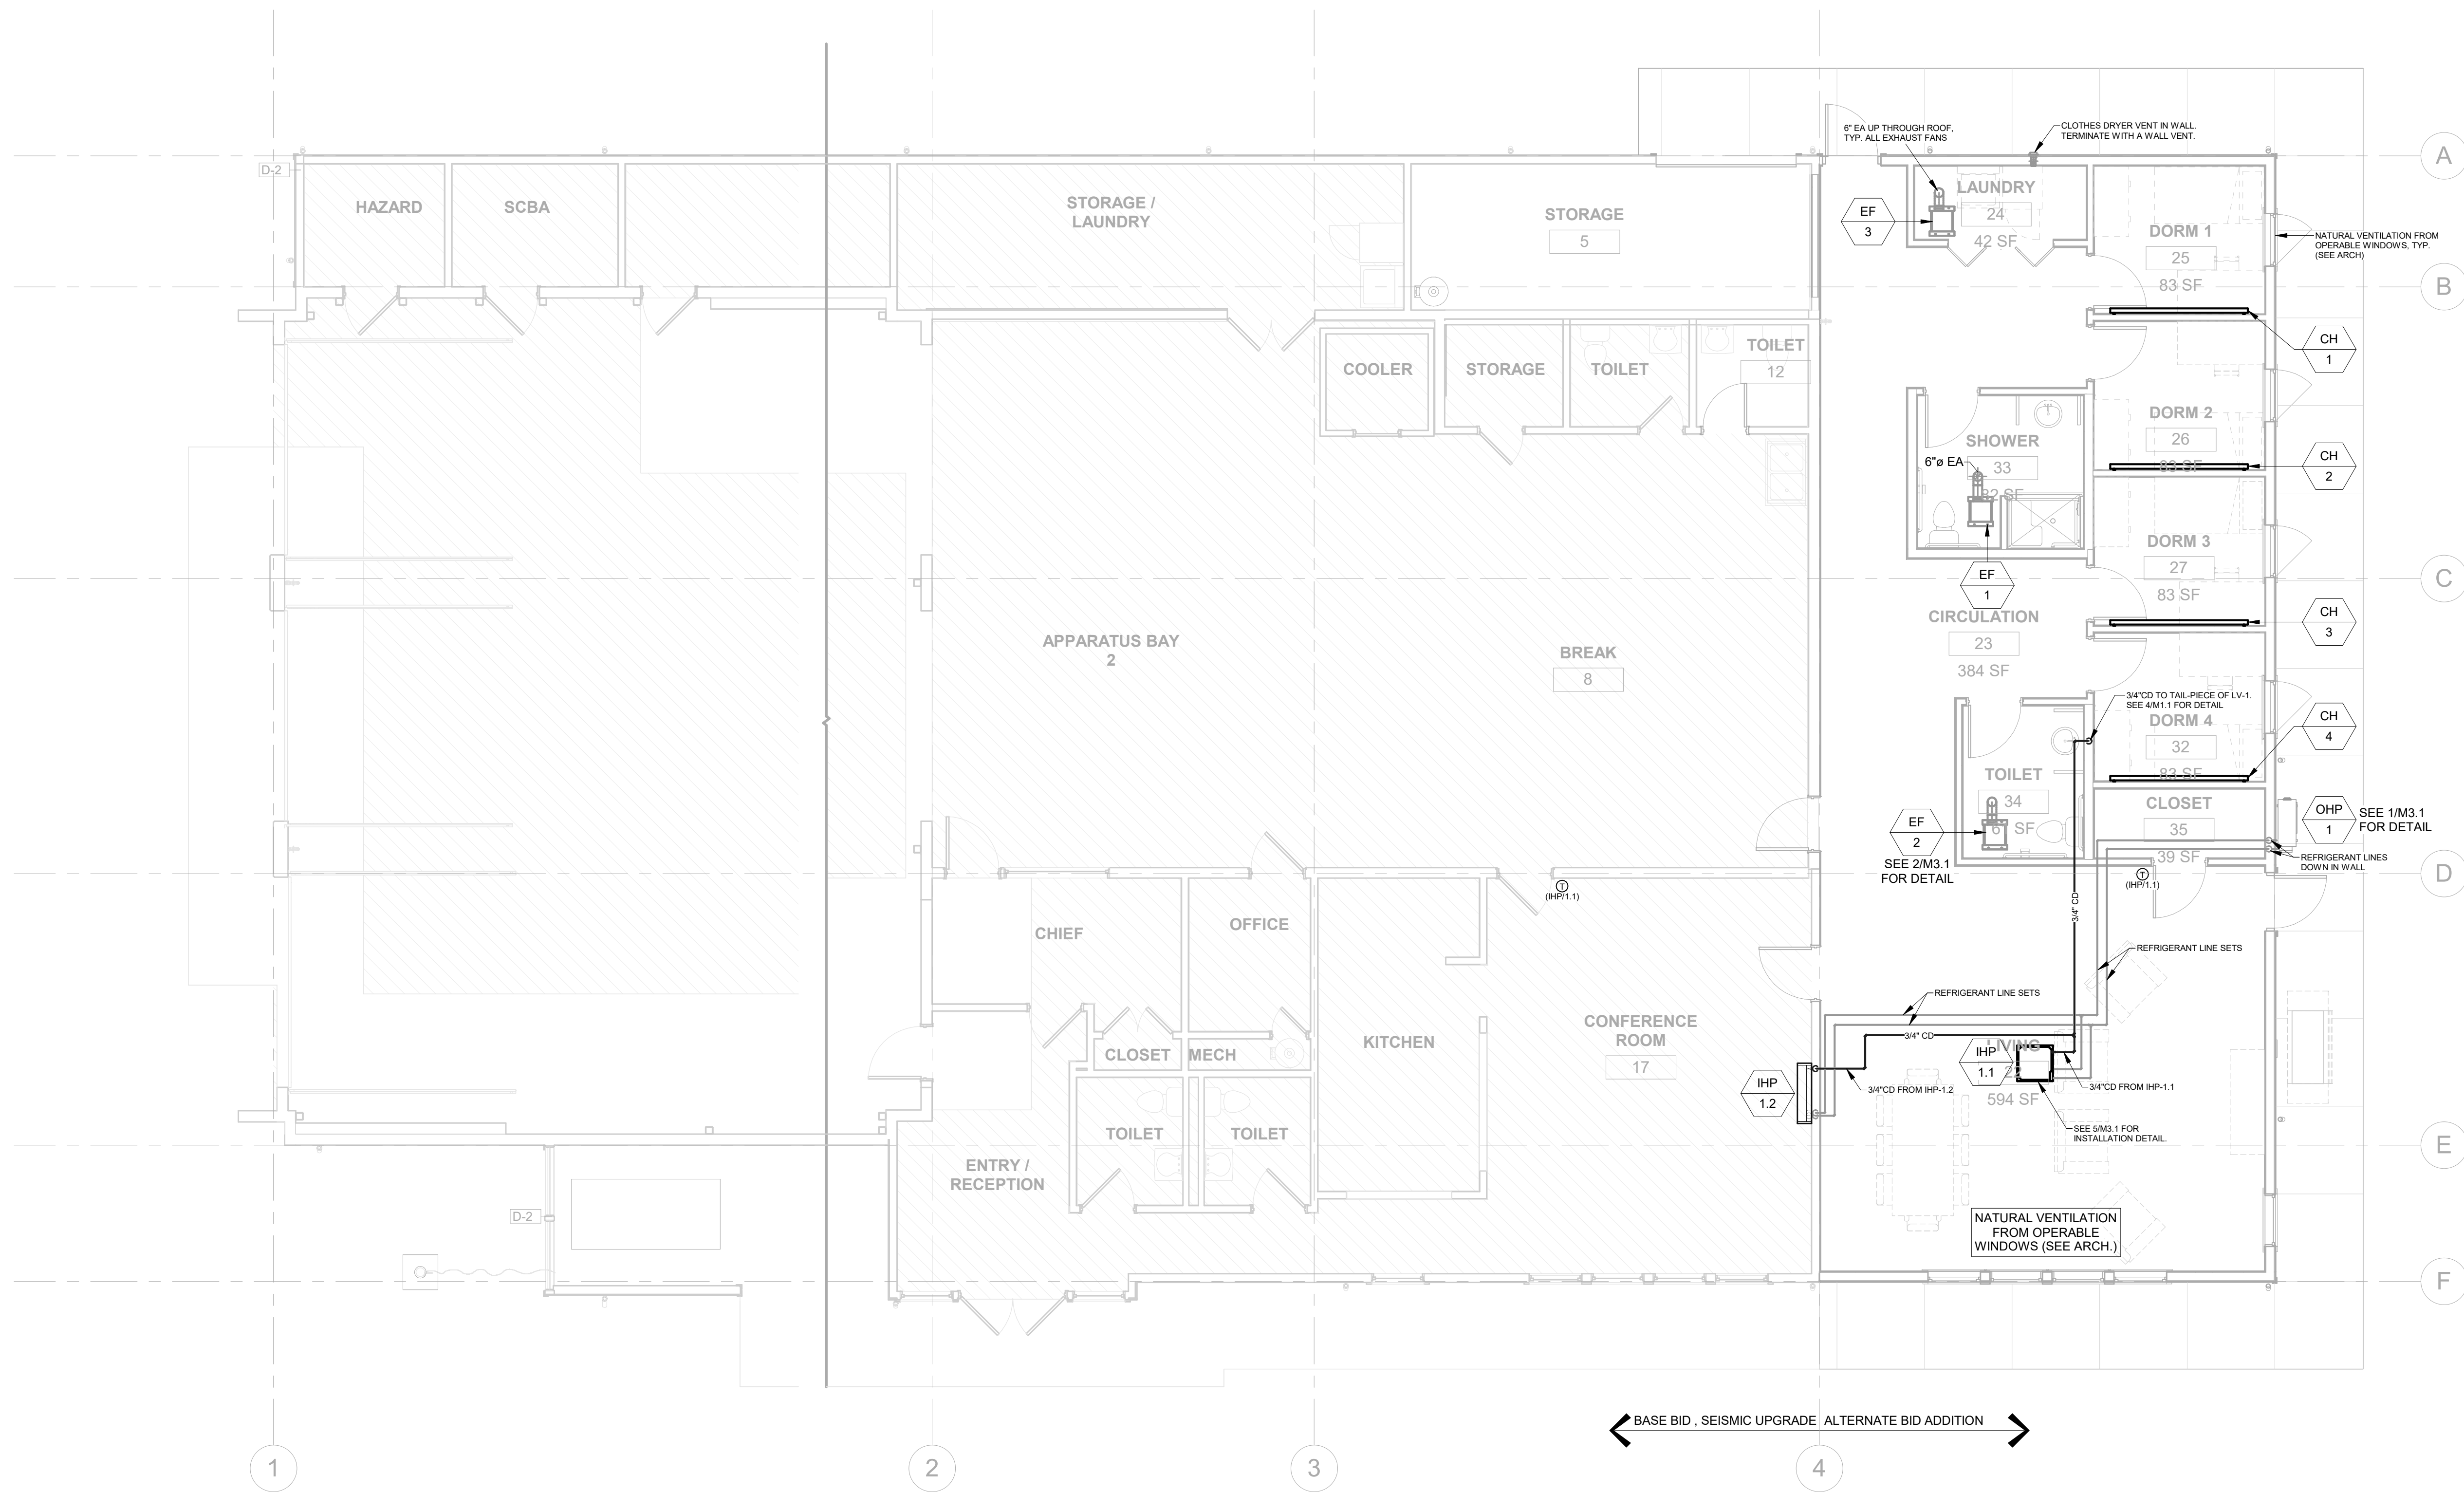 6" EA UP THROUGH ROOF,
TYP. ALL EXHAUST FANS
CLOTHES DRYER VENT IN WALL.
TERMINATE WITH A WALL VENT.
A
D-2
HAZARD
SCBA
STORAGE /
LAUNDRY
STORAGE
5
EF
3
LAUNDRY
24
42 SF
DORM 1
25
83 SF
NATURAL VENTILATION FROM
OPERABLE WINDOWS, TYP.
(SEE ARCH)
B
COOLER
STORAGE
TOILET
TOILET
12
CH
1
DORM 2
26
83 SF
CH
2
SHOWER
33
6"ø EA
82 SF
DORM 3
27
83 SF
EF
1
C
CH
3
CIRCULATION
23
384 SF
APPARATUS BAY
2
BREAK
8
3/4"CD TO TAIL-PIECE OF LV-1.
SEE 4/M1.1 FOR DETAIL
DORM 4
32
83 SF
CH
4
TOILET
34
SF
EF
2
SEE 2/M3.1
FOR DETAIL
CLOSET
35
39 SF
OHP
1
SEE 1/M3.1
FOR DETAIL
REFRIGERANT LINES
DOWN IN WALL
D
T
(IHP/1.1)
T
(IHP/1.1)
3/4" CD
CHIEF
OFFICE
REFRIGERANT LINE SETS
REFRIGERANT LINE SETS
CLOSET
MECH
KITCHEN
CONFERENCE
ROOM
17
3/4" CD
IHP
1.1
LIVING
22
594 SF
IHP
1.2
3/4"CD FROM IHP-1.2
3/4"CD FROM IHP-1.1
SEE 5/M3.1 FOR
INSTALLATION DETAIL.
TOILET
TOILET
E
ENTRY /
RECEPTION
D-2
NATURAL VENTILATION
FROM OPERABLE
WINDOWS (SEE ARCH.)
F
BASE BID , SEISMIC UPGRADE
ALTERNATE BID ADDITION
1
2
3
4